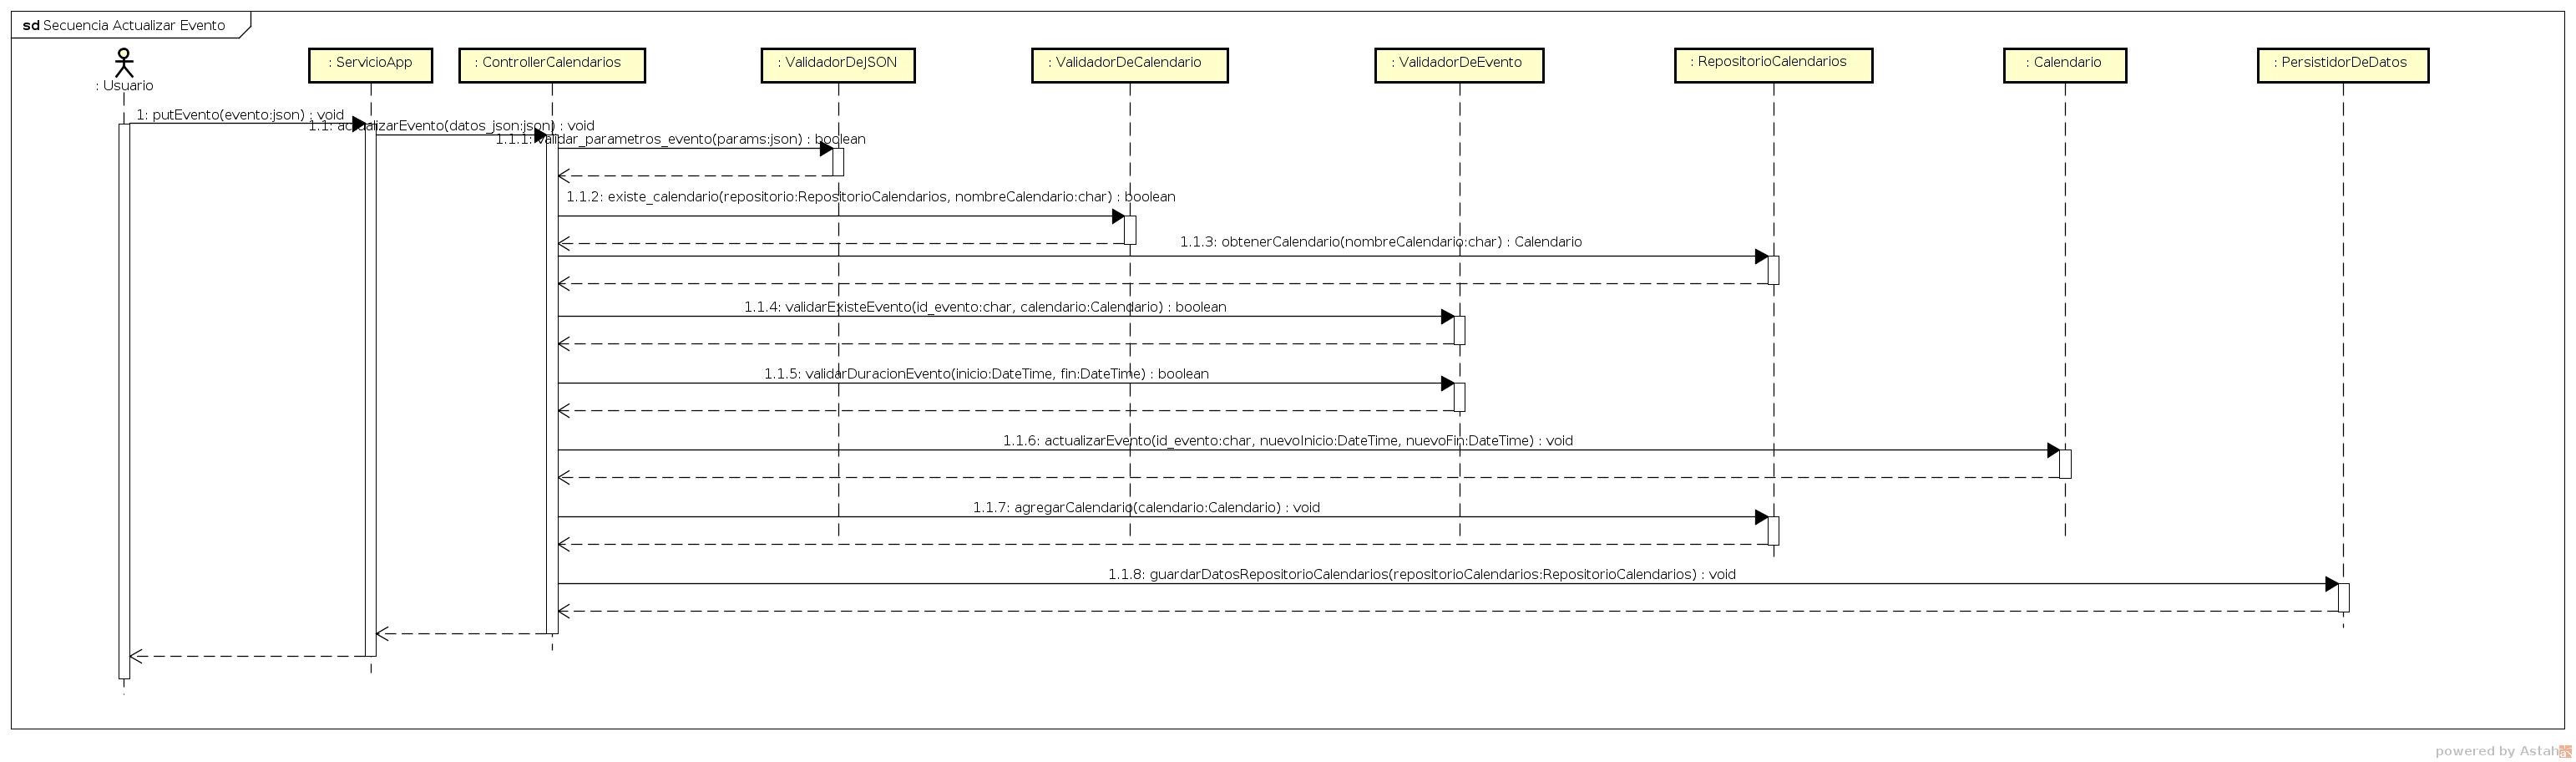 sd Secuencia Actualizar Evento
: Usuario
: ServicioApp
: ControllerCalendarios
: ValidadorDeJSON
: ValidadorDeCalendario
: ValidadorDeEvento
: RepositorioCalendarios
: Calendario
: PersistidorDeDatos
1: putEvento(evento:json) : void
1.1: actualizarEvento(datos_json:json) : void
1.1.1: validar_parametros_evento(params:json) : boolean
1.1.2: existe_calendario(repositorio:RepositorioCalendarios, nombreCalendario:char) : boolean
1.1.3: obtenerCalendario(nombreCalendario:char) : Calendario
1.1.4: validarExisteEvento(id_evento:char, calendario:Calendario) : boolean
1.1.5: validarDuracionEvento(inicio:DateTime, fin:DateTime) : boolean
1.1.6: actualizarEvento(id_evento:char, nuevoInicio:DateTime, nuevoFin:DateTime) : void
1.1.7: agregarCalendario(calendario:Calendario) : void
1.1.8: guardarDatosRepositorioCalendarios(repositorioCalendarios:RepositorioCalendarios) : void
powered by Astah